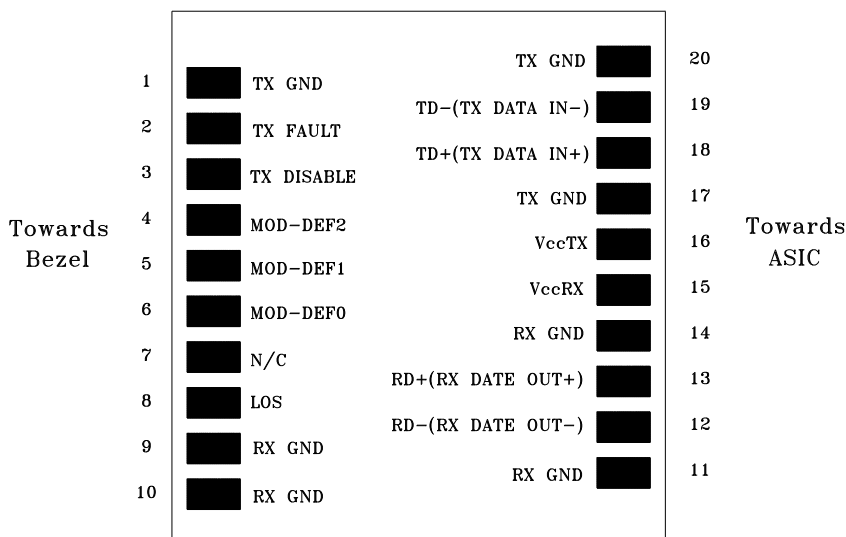 TX GND 20
1 TX GND
TD-(TX DATA IN-) 19
2 TX FAULT
TD+(TX DATA IN+) 18
3 TX DISABLE
TX GND 17
4 MOD-DEF2
Towards
Bezel
VccTX 16
Towards
ASIC
5 MOD-DEF1
VccRX 15
6 MOD-DEF0
RX GND 14
7 N/C
RD+(RX DATE OUT+) 13
8 LOS
RD-(RX DATE OUT-) 12
9 RX GND
RX GND 11
10 RX GND